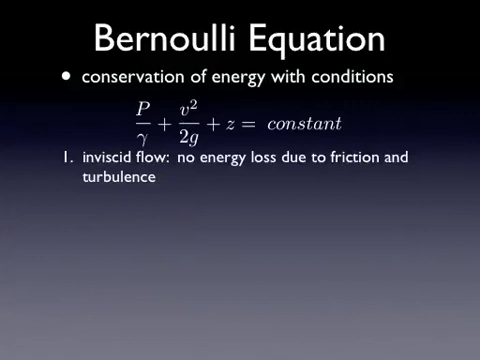 Bernoulli Equation
• conservation of energy with conditions
P/γ + v²/2g + z = constant
1. inviscid flow: no energy loss due to friction and
turbulence